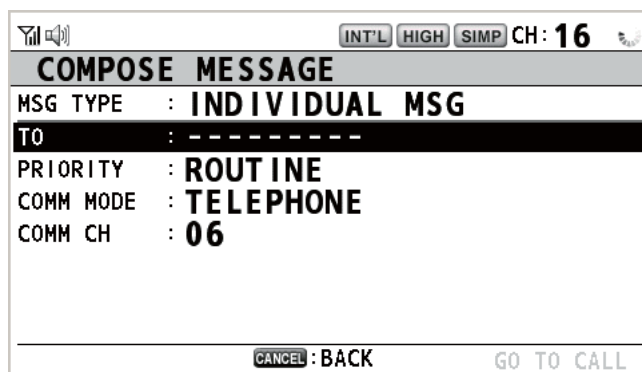 INT'L HIGH SIMP CH: 16
COMPOSE MESSAGE
MSG TYPE : INDIVIDUAL MSG
TO : ---------
PRIORITY : ROUTINE
COMM MODE : TELEPHONE
COMM CH : 06
CANCEL : BACK GO TO CALL